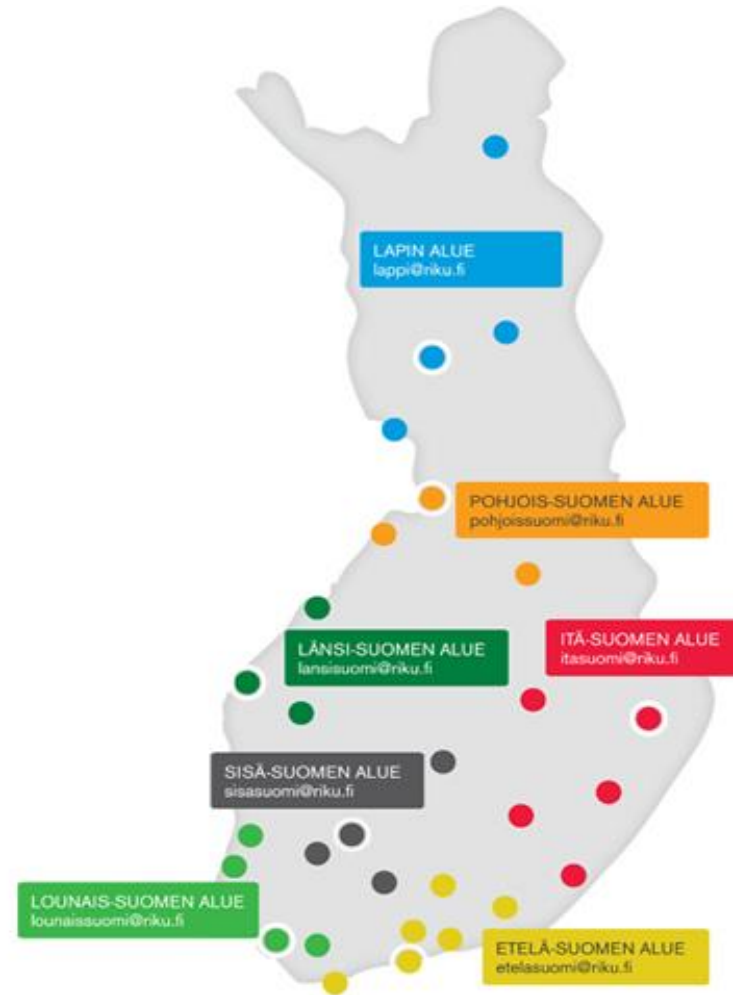 LAPIN ALUE
lappi@riku.fi
POHJOIS-SUOMEN ALUE
pohjoissuomi@riku.fi
LÄNSI-SUOMEN ALUE
lansisuomi@riku.fi
ITÄ-SUOMEN ALUE
itasuomi@riku.fi
SISÄ-SUOMEN ALUE
sisasuomi@riku.fi
LOUNAIS-SUOMEN ALUE
lounaissuomi@riku.fi
ETELÄ-SUOMEN ALUE
etelasuomi@riku.fi